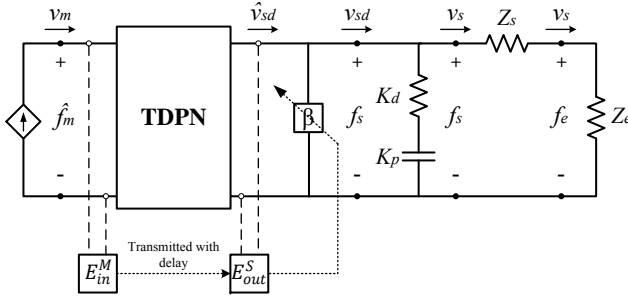 v_m
v̂_sd
v_sd
v_s
Z_s
v_s
+
+
+
+
f̂_m
TDPN
β
f_s
K_d
K_p
f_s
f_e
Z_e
-
-
-
-
Transmitted with
delay
E_in^M
E_out^S